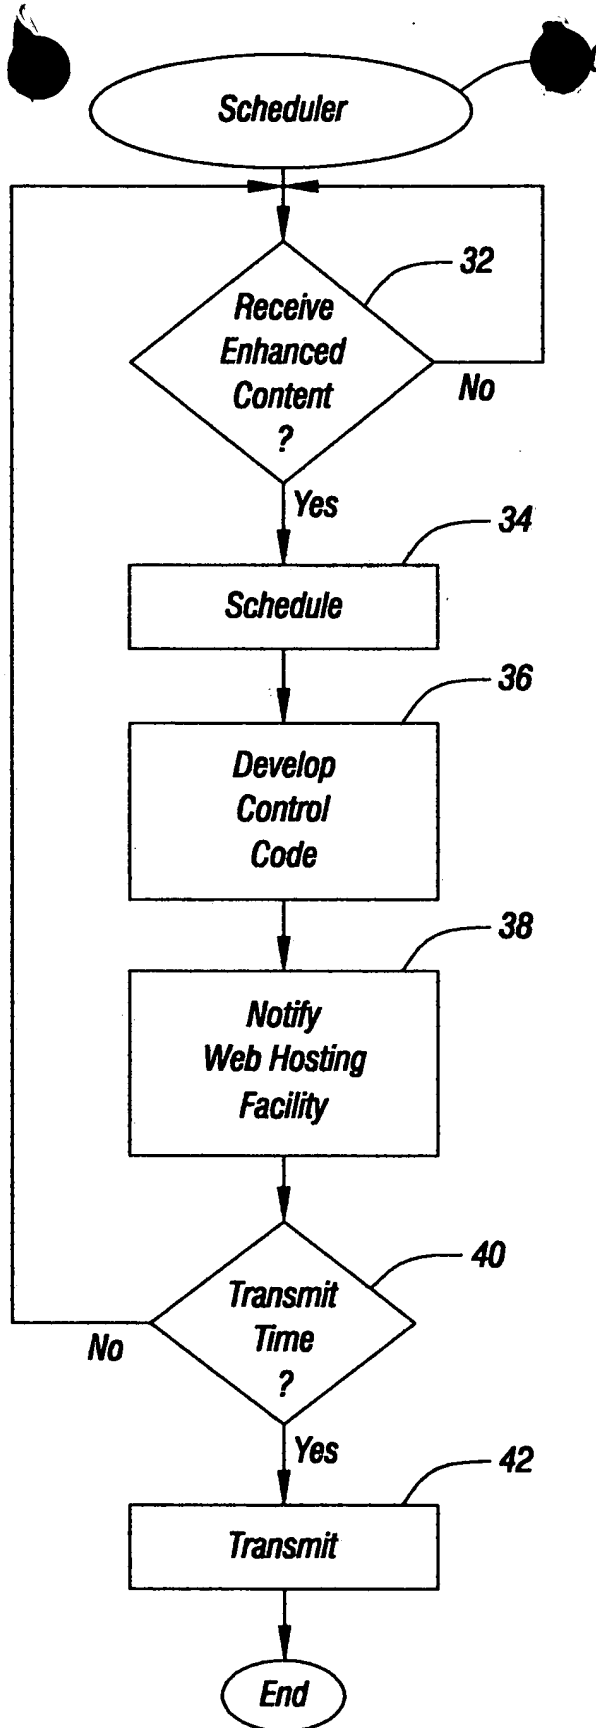 Scheduler
32
Receive
Enhanced
Content
?
No
Yes
34
Schedule
36
Develop
Control
Code
38
Notify
Web Hosting
Facility
40
Transmit
Time
?
No
Yes
42
Transmit
End